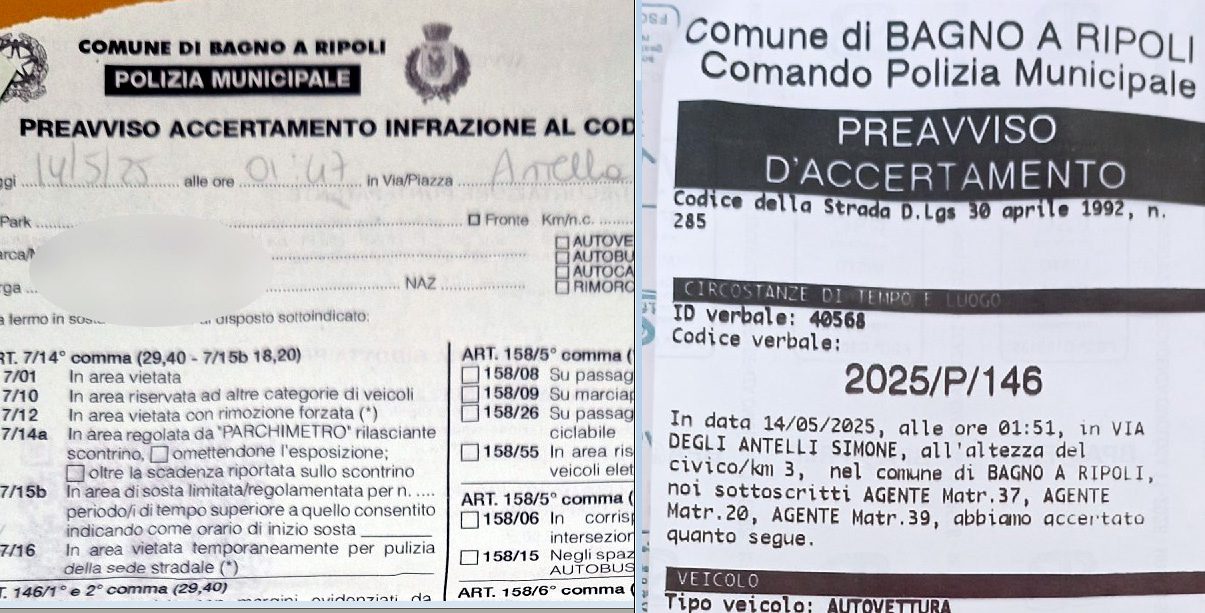 COMUNE DI BAGNO A RIPOLI
POLIZIA MUNICIPALE
PREAVVISO ACCERTAMENTO INFRAZIONE AL COD
ggi 14/5/25 alle ore 01:47 in Via/Piazza Antella
Park Fronte Km/n.c.
arca/
AUTOVE
AUTOBU
AUTOCA
RIMORC
rga NAZ
fermo in disposto sottoindicato:
RT. 7/14° comma (29,40 - 7/15b 18,20)
7/01 In area vietata
7/10 In area riservata ad altre categorie di veicoli
7/12 In area vietata con rimozione forzata (*)
7/14a In area regolata da "PARCHIMETRO" rilasciante
scontrino, omettendone l'esposizione;
oltre la scadenza riportata sullo scontrino
7/15b In area di sosta limitata/regolamentata per n. ....
periodo/i di tempo superiore a quello consentito
indicando come orario di inizio sosta
7/16 In area vietata temporaneamente per pulizia
della sede stradale (*)
T. 146/1° e 2° comma (29,40)
margini evidenziati da
ART. 158/5° comma (
158/08 Su passag
158/09 Su marciap
158/26 Su passag
ciclabile
158/55 In area ris
veicoli elet
ART. 158/5° comma (
158/06 In corrisp
intersezion
158/15 Negli spaz
AUTOBUS
ART. 158/6° comma (
Comune di BAGNO A RIPOLI
Comando Polizia Municipale
PREAVVISO
D'ACCERTAMENTO
Codice della Strada D.Lgs 30 aprile 1992, n.
285
CIRCOSTANZE DI TEMPO E LUOGO
ID verbale: 40568
Codice verbale:
2025/P/146
In data 14/05/2025, alle ore 01:51, in VIA
DEGLI ANTELLI SIMONE, all'altezza del
civico/km 3, nel comune di BAGNO A RIPOLI,
noi sottoscritti AGENTE Matr.37, AGENTE
Matr.20, AGENTE Matr.39, abbiamo accertato
quanto segue.
VEICOLO
Tipo veicolo: AUTOVETTURA